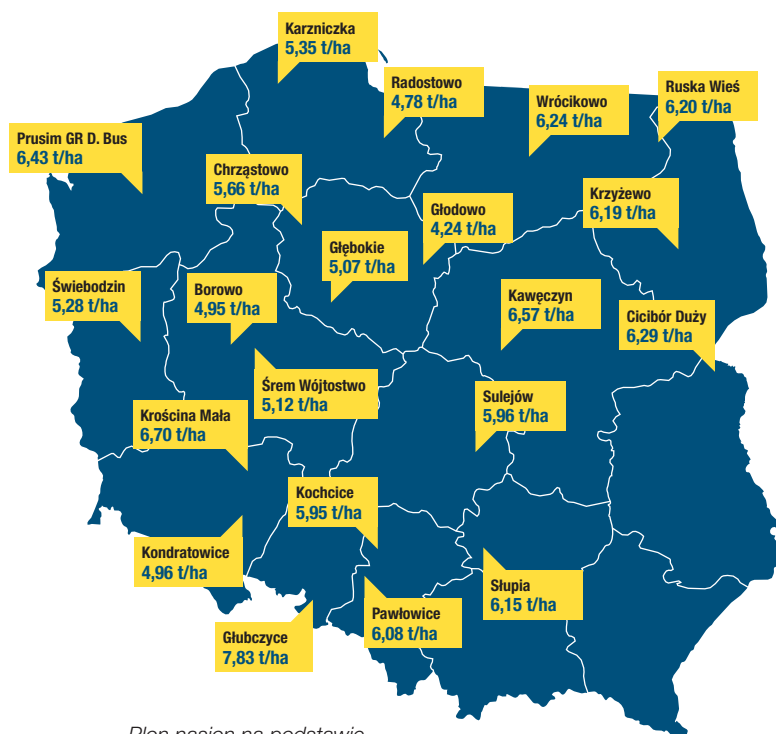 Karzniczka
5,35 t/ha
Radostowo
4,78 t/ha
Wrócikowo
6,24 t/ha
Ruska Wieś
6,20 t/ha
Prusim GR D. Bus
6,43 t/ha
Chrząstowo
5,66 t/ha
Głodowo
4,24 t/ha
Krzyżewo
6,19 t/ha
Głębokie
5,07 t/ha
Świebodzin
5,28 t/ha
Borowo
4,95 t/ha
Kawęczyn
6,57 t/ha
Cicibór Duży
6,29 t/ha
Śrem Wójtostwo
5,12 t/ha
Sulejów
5,96 t/ha
Krościna Mała
6,70 t/ha
Kochcice
5,95 t/ha
Kondratowice
4,96 t/ha
Słupia
6,15 t/ha
Pawłowice
6,08 t/ha
Głubczyce
7,83 t/ha
Plon nasion na podstawie